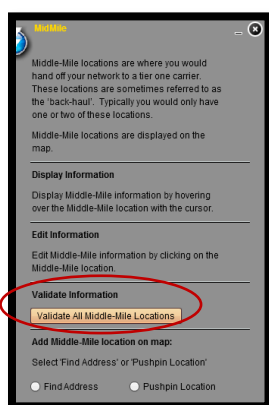 MidMile
Middle-Mile locations are where you would
hand off your network to a tier one carrier.
These locations are sometimes referred to as
the 'back-haul'. Typically you would only have
one or two of these locations.
Middle-Mile locations are displayed on the
map.
Display Information
Display Middle-Mile information by hovering
over the Middle-Mile location with the cursor.
Edit Information
Edit Middle-Mile information by clicking on the
Middle-Mile location.
Validate Information
Validate All Middle-Mile Locations
Add Middle-Mile location on map:
Select 'Find Address' or 'Pushpin Location'
Find Address
Pushpin Location